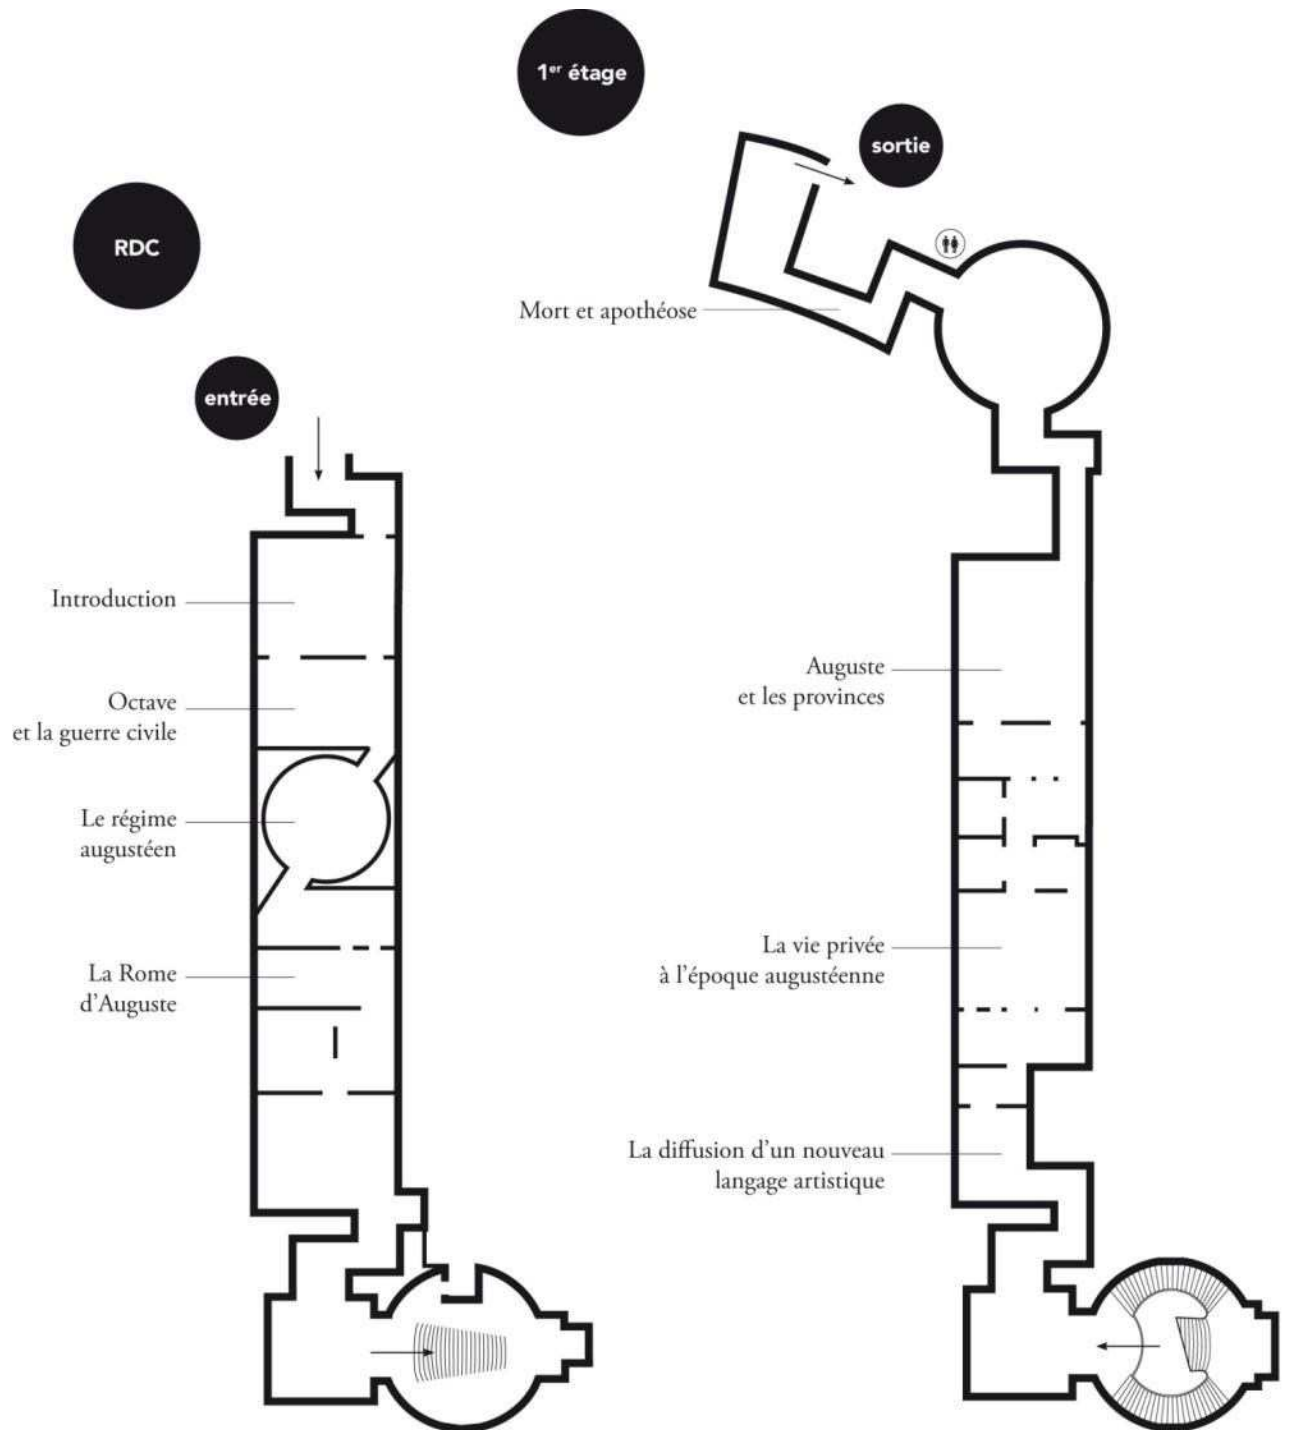 1er étage
sortie
RDC
Mort et apothéose
entrée
Introduction
Octave
et la guerre civile
Le régime
augustéen
La Rome
d’Auguste
Auguste
et les provinces
La vie privée
à l’époque augustéenne
La diffusion d’un nouveau
langage artistique